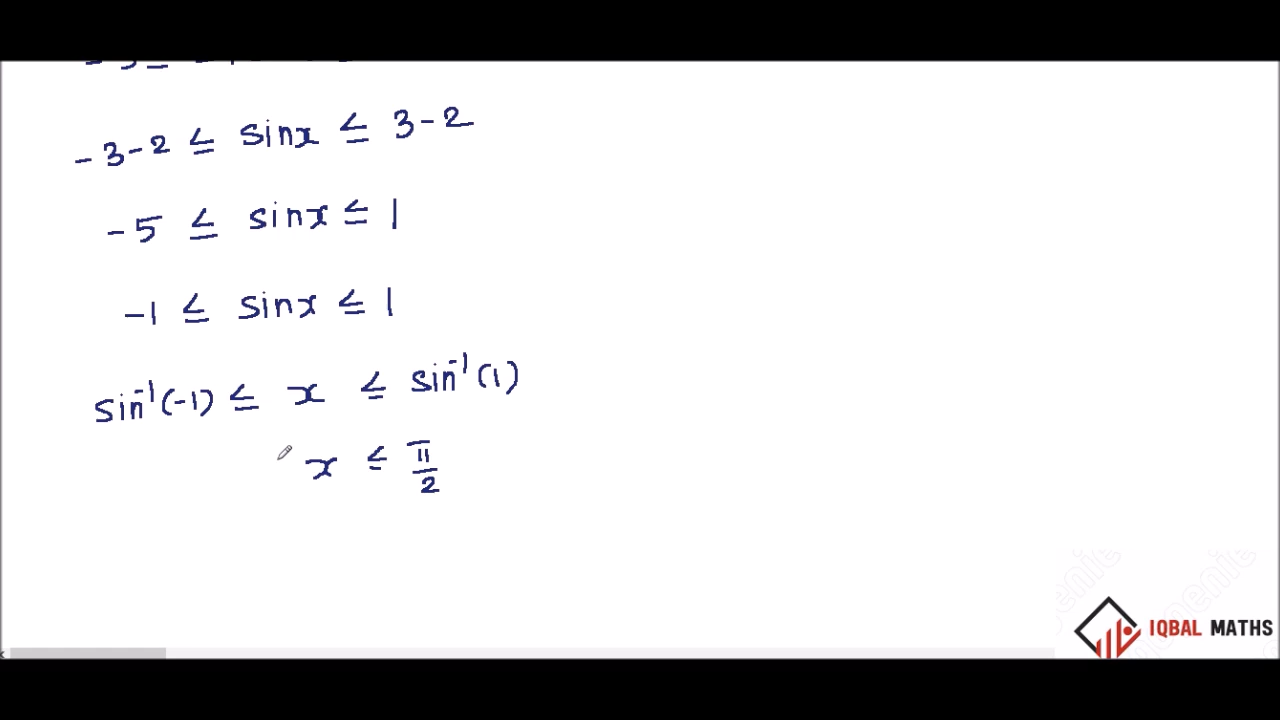 -3-2 ≤ sinx ≤ 3-2
-5 ≤ sinx ≤ 1
-1 ≤ sinx ≤ 1
sin⁻¹(-1) ≤ x ≤ sin⁻¹(1)
x ≤ π/2
IQBAL MATHS